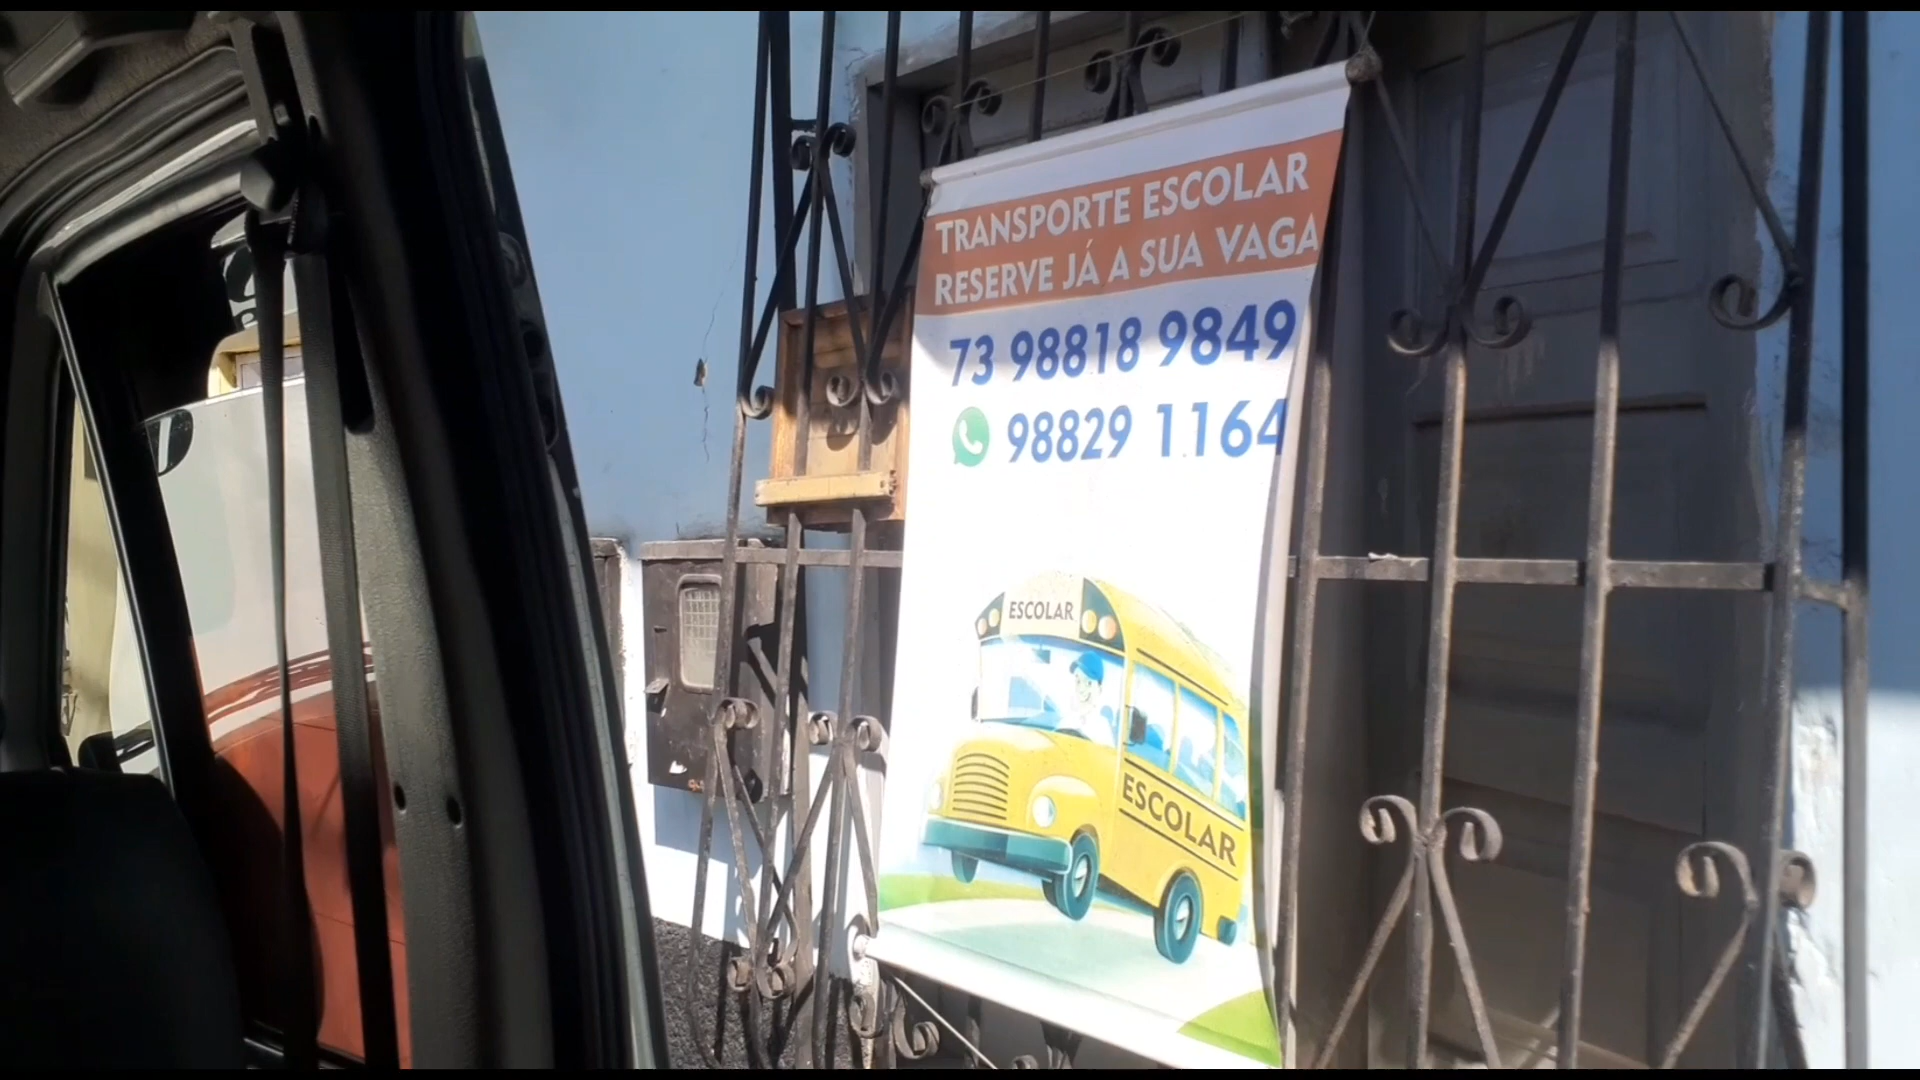 TRANSPORTE ESCOLAR
RESERVE JÁ A SUA VAGA
73 98818 9849
98829 1164
ESCOLAR
ESCOLAR